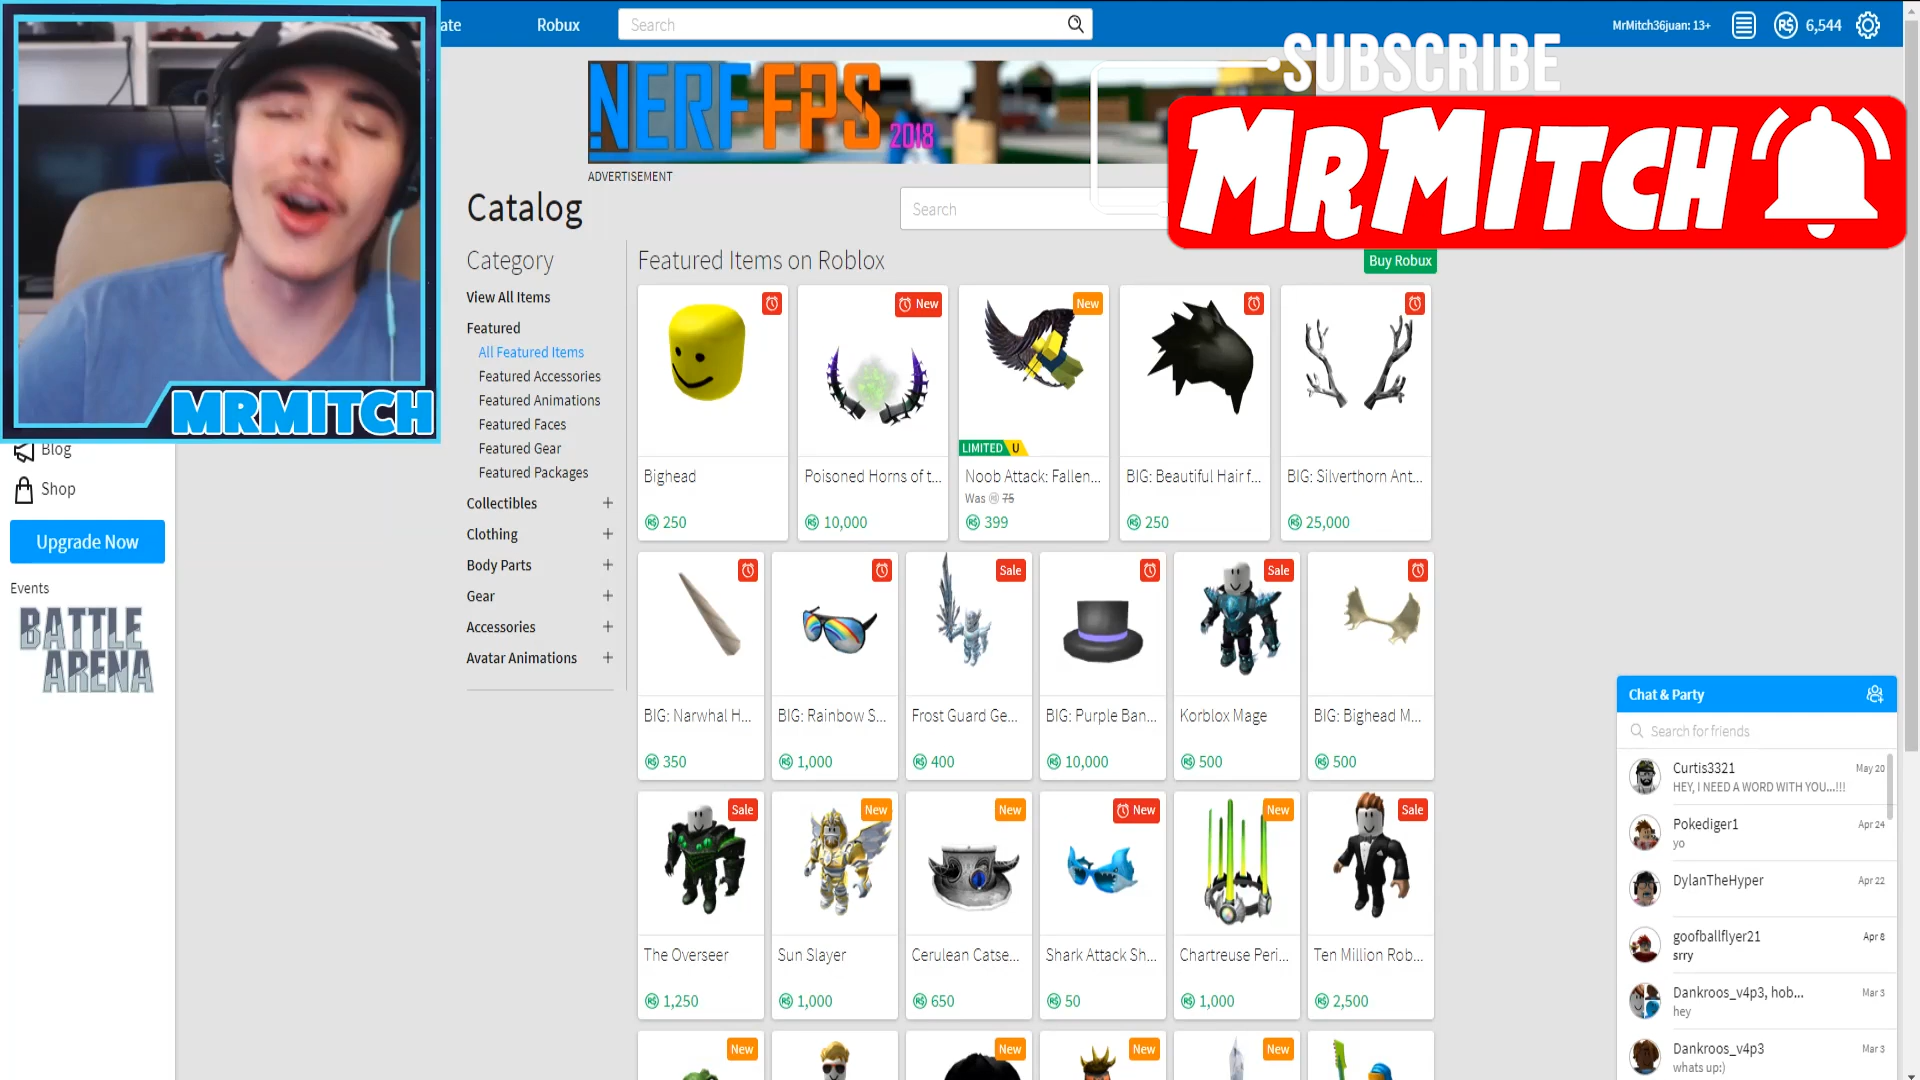 ate
Robux
Search
MrMitch36juan: 13+
6,544
SUBSCRIBE
MRMITCH
NERF FPS 2018
ADVERTISEMENT
MRMITCH
Catalog
Search
Category
Featured Items on Roblox
Buy Robux
View All Items
Featured
All Featured Items
Featured Accessories
Featured Animations
Featured Faces
Featured Gear
Featured Packages
Collectibles +
Clothing +
Body Parts +
Gear +
Accessories +
Avatar Animations +
Blog
Shop
Upgrade Now
Events
BATTLE
ARENA
New
New
LIMITED U
Bighead
Poisoned Horns of t...
Noob Attack: Fallen...
BIG: Beautiful Hair f...
BIG: Silverthorn Ant...
Was R$ 75
R$ 250
R$ 10,000
R$ 399
R$ 250
R$ 25,000
Sale
Sale
BIG: Narwhal H...
BIG: Rainbow S...
Frost Guard Ge...
BIG: Purple Ban...
Korblox Mage
BIG: Bighead M...
R$ 350
R$ 1,000
R$ 400
R$ 10,000
R$ 500
R$ 500
Sale
New
New
New
New
Sale
The Overseer
Sun Slayer
Cerulean Catse...
Shark Attack Sh...
Chartreuse Peri...
Ten Million Rob...
R$ 1,250
R$ 1,000
R$ 650
R$ 50
R$ 1,000
R$ 2,500
New
New
New
New
Chat & Party
Search for friends
Curtis3321 May 20
HEY, I NEED A WORD WITH YOU...!!!
Pokediger1 Apr 24
yo
DylanTheHyper Apr 22
goofballflyer21 Apr 8
srry
Dankroos_v4p3, hob... Mar 3
hey
Dankroos_v4p3 Mar 3
whats up:)